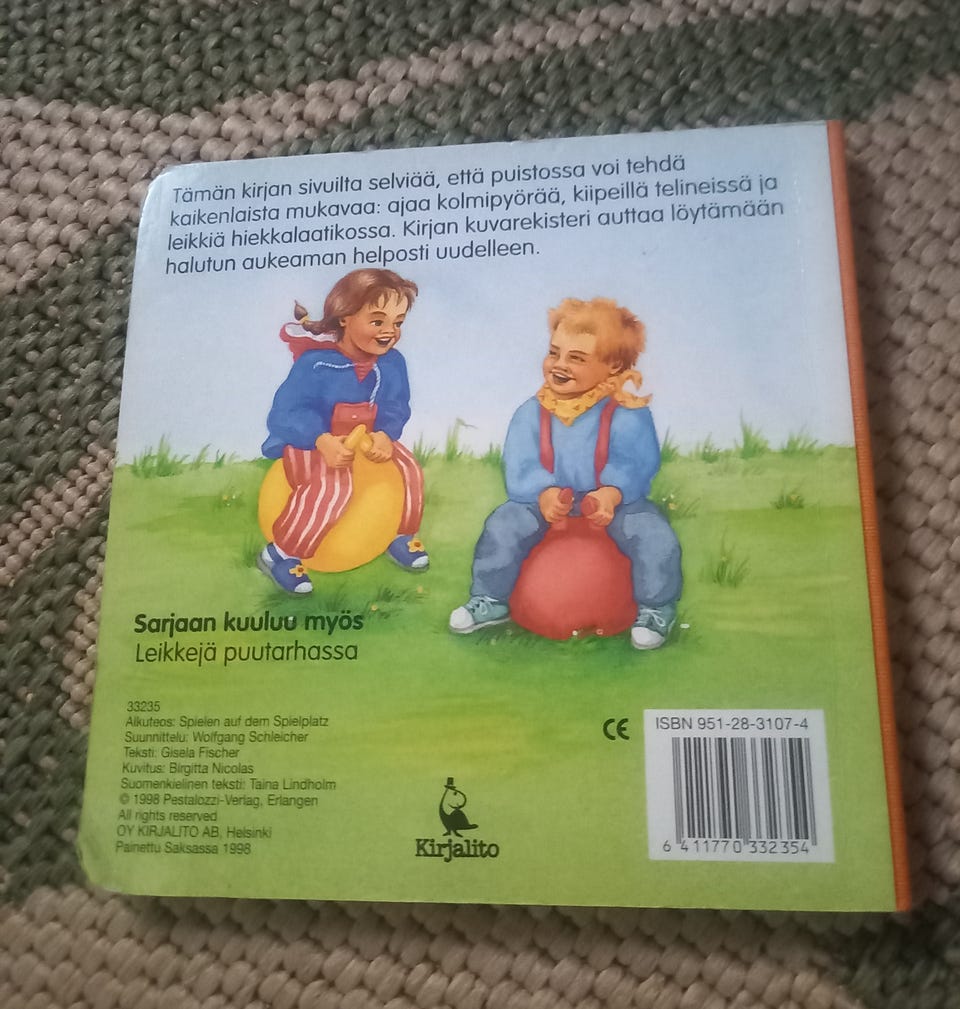 Tämän kirjan sivuilta selviää, että puistossa voi tehdä
kaikenlaista mukavaa: ajaa kolmipyörää, kiipeillä telineissä ja
leikkiä hiekkalaatikossa. Kirjan kuvarekisteri auttaa löytämään
halutun aukeaman helposti uudelleen.
Sarjaan kuuluu myös
Leikkejä puutarhassa
33235
Alkuteos: Spielen auf dem Spielplatz
Suunnittelu: Wolfgang Schleicher
Teksti: Gisela Fischer
Kuvitus: Birgitta Nicolas
Suomenkielinen teksti: Taina Lindholm
© 1998 Pestalozzi-Verlag, Erlangen
All rights reserved
OY KIRJALITO AB, Helsinki
Painettu Saksassa 1998
Kirjalito
CE
ISBN 951-28-3107-4
6 411770 332354